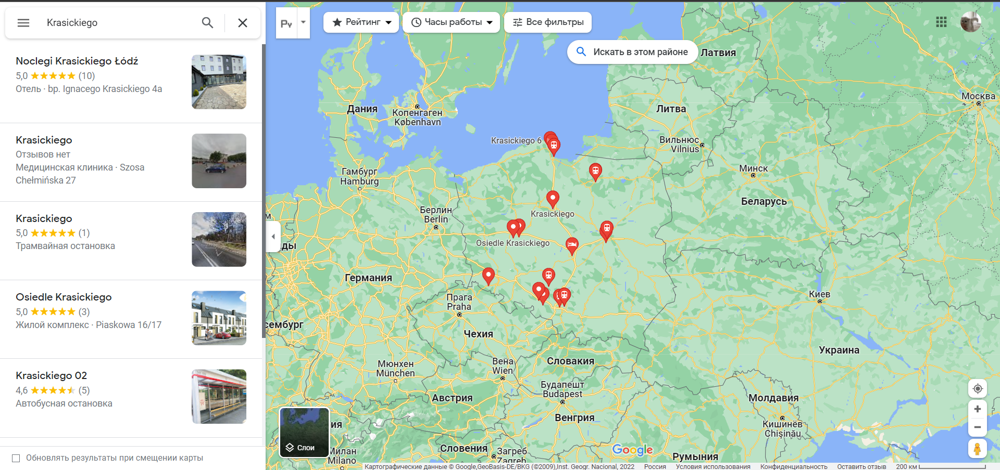 Krasickiego
Noclegi Krasickiego Łódź
5,0 (10)
Отель · bp. Ignacego Krasickiego 4a
Krasickiego
Отзывов нет
Медицинская клиника · Szosa
Chełmińska 27
Krasickiego
5,0 (1)
Трамвайная остановка
Osiedle Krasickiego
5,0 (3)
Жилой комплекс · Piaskowa 16/17
Krasickiego 02
4,6 (5)
Автобусная остановка
Обновлять результаты при смещении карты
Ру
Рейтинг
Часы работы
Все фильтры
Искать в этом районе
Латвия
Москва
Дания
Копенгаген
København
Литва
Krasickiego 6
Вильнюс
Vilnius
Гамбург
Hamburg
Минск
Беларусь
Берлин
Berlin
Krasickiego
м
Osiedle Krasickiego
ды
Германия
Прага
Praha
Киев
сембург
Чехия
Украина
Мюнхен
München
Вена
Wien
Словакия
Будапешт
Budapest
Австрия
Молдавия
Венгрия
ия
Кишинёв
Chișinău
Слои
Милан
Milano
Словения
Загреб
Zagreb
Google
Румыния
Картографические данные © Google,GeoBasis-DE/BKG (©2009),Inst. Geogr. Nacional, 2022
Россия
Условия использования
Конфиденциальность
Оставить отзыв
200 км